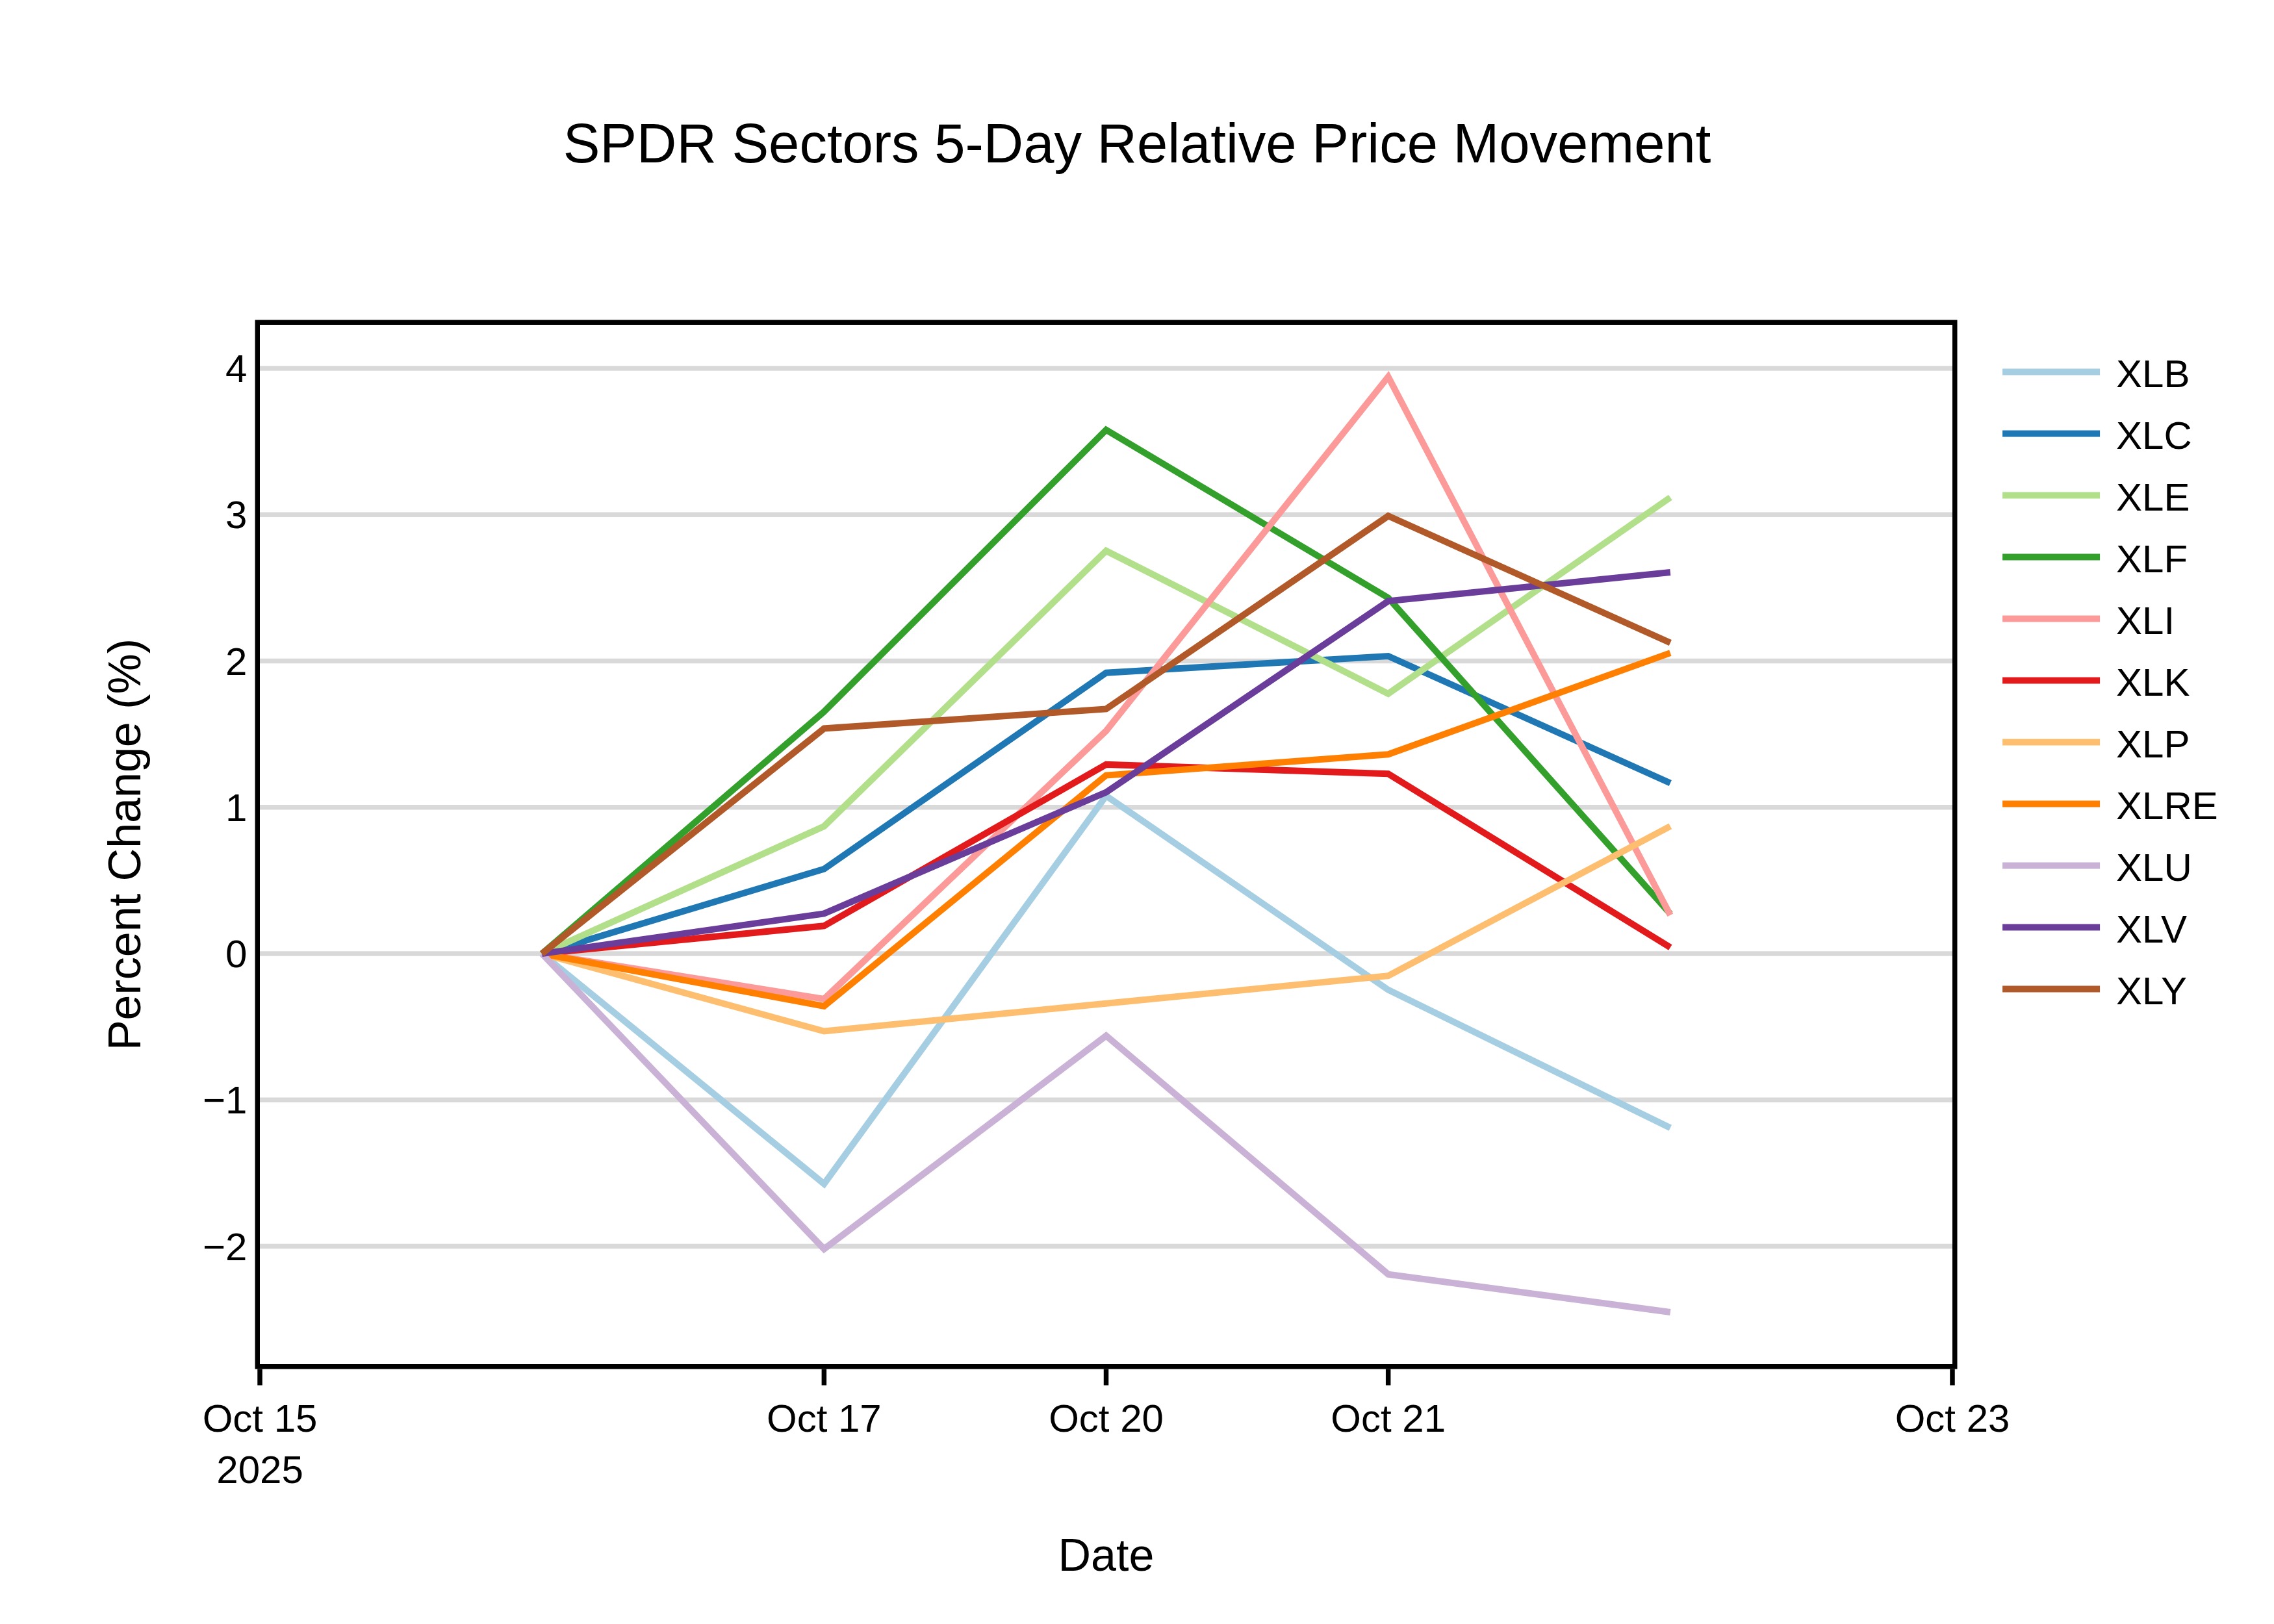 SPDR Sectors 5-Day Relative Price Movement
Percent Change (%)
4
3
2
1
0
−1
−2
XLB
XLC
XLE
XLF
XLI
XLK
XLP
XLRE
XLU
XLV
XLY
Oct 15
2025
Oct 17
Oct 20
Oct 21
Oct 23
Date